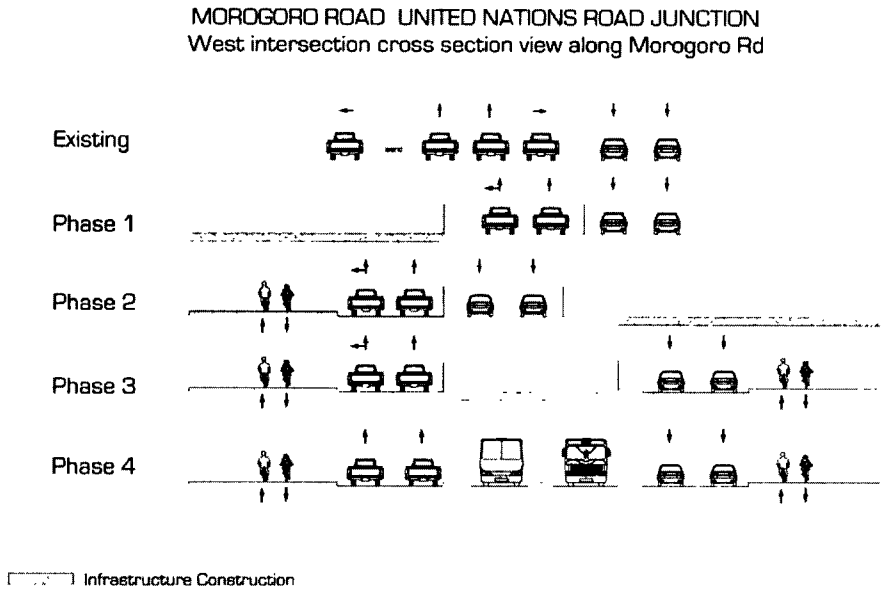 MOROGORO ROAD UNITED NATIONS ROAD JUNCTION
West intersection cross section view along Morogoro Rd
Existing
Phase 1
Phase 2
Phase 3
Phase 4
Infrastructure Construction